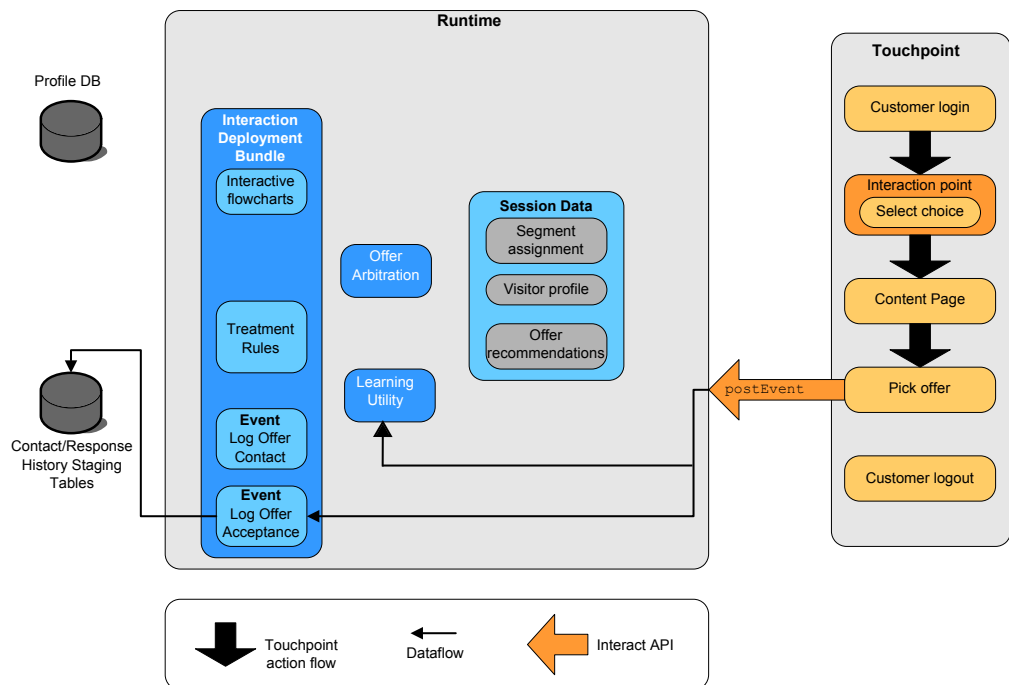 Runtime
Profile DB
Interaction
Deployment
Bundle
Interactive
flowcharts
Treatment
Rules
Event
Log Offer
Contact
Event
Log Offer
Acceptance
Contact/Response
History Staging
Tables
Offer
Arbitration
Learning
Utility
Session Data
Segment
assignment
Visitor profile
Offer
recommendations
postEvent
Touchpoint
Customer login
Interaction point
Select choice
Content Page
Pick offer
Customer logout
Touchpoint
action flow
Dataflow
Interact API